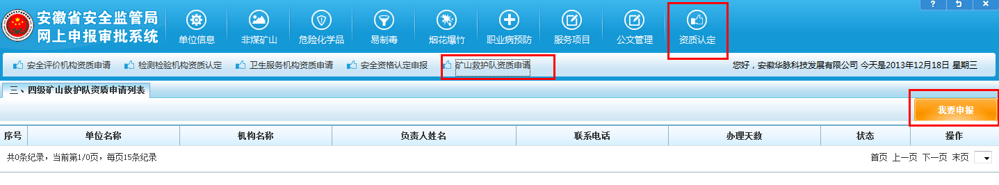 安徽省安全监管局
网上申报审批系统
单位信息 非煤矿山 危险化学品 易制毒 烟花爆竹 职业病预防 服务项目 公文管理 资质认定
?
安全评价机构资质申请 检测检验机构资质认定 卫生服务机构资质申请 安全资格认定申报 矿山救护队资质申请 您好，安徽华脉科技发展有限公司 今天是2013年12月18日 星期三
三、四级矿山救护队资质申请列表
我要申报
序号 单位名称 机构名称 负责人姓名 联系电话 办理天数 状态 操作
共0条纪录，当前第1/0页，每页15条纪录 首页 上一页 下一页 末页